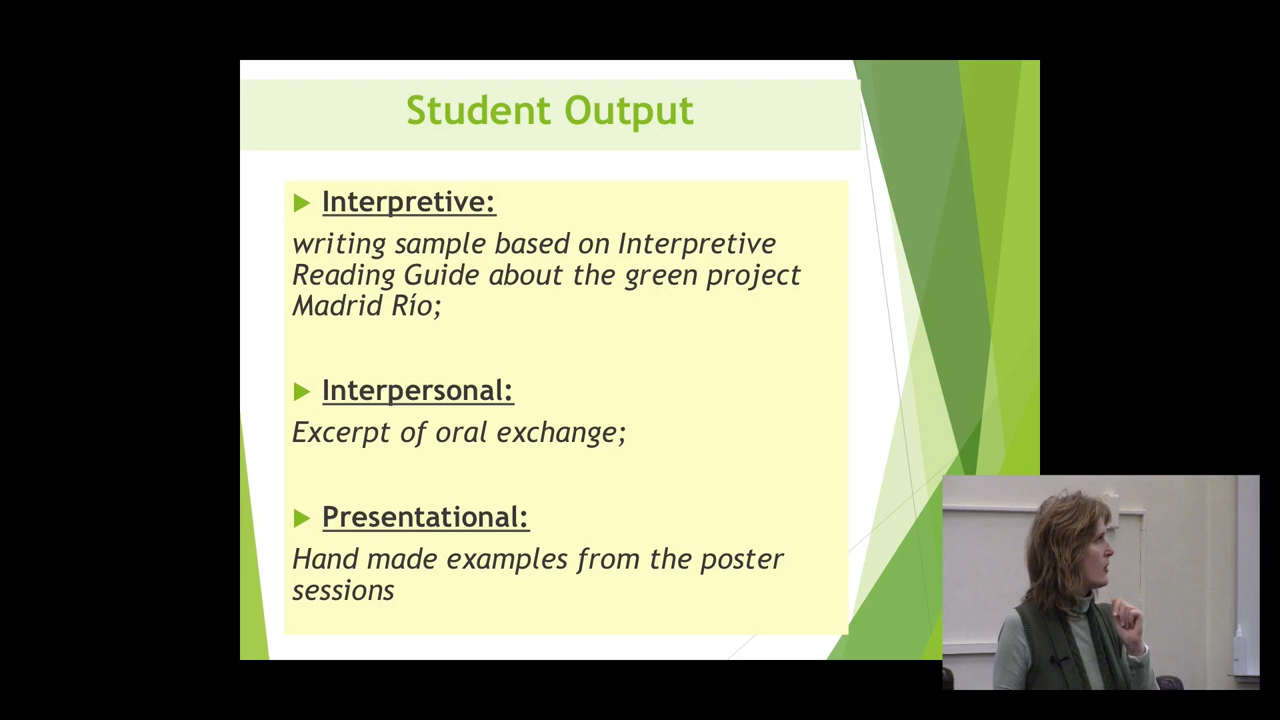 Student Output
Interpretive:
writing sample based on Interpretive
Reading Guide about the green project
Madrid Río;
Interpersonal:
Excerpt of oral exchange;
Presentational:
Hand made examples from the poster
sessions